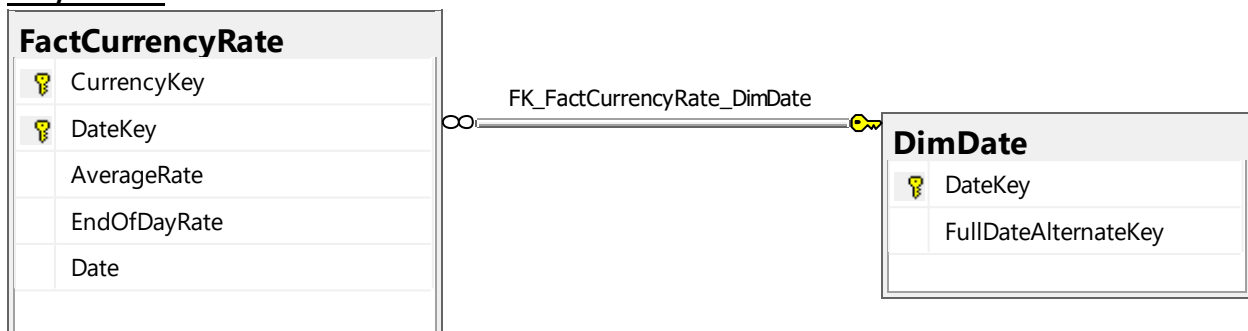 FactCurrencyRate
CurrencyKey
DateKey
AverageRate
EndOfDayRate
Date
FK_FactCurrencyRate_DimDate
DimDate
DateKey
FullDateAlternateKey